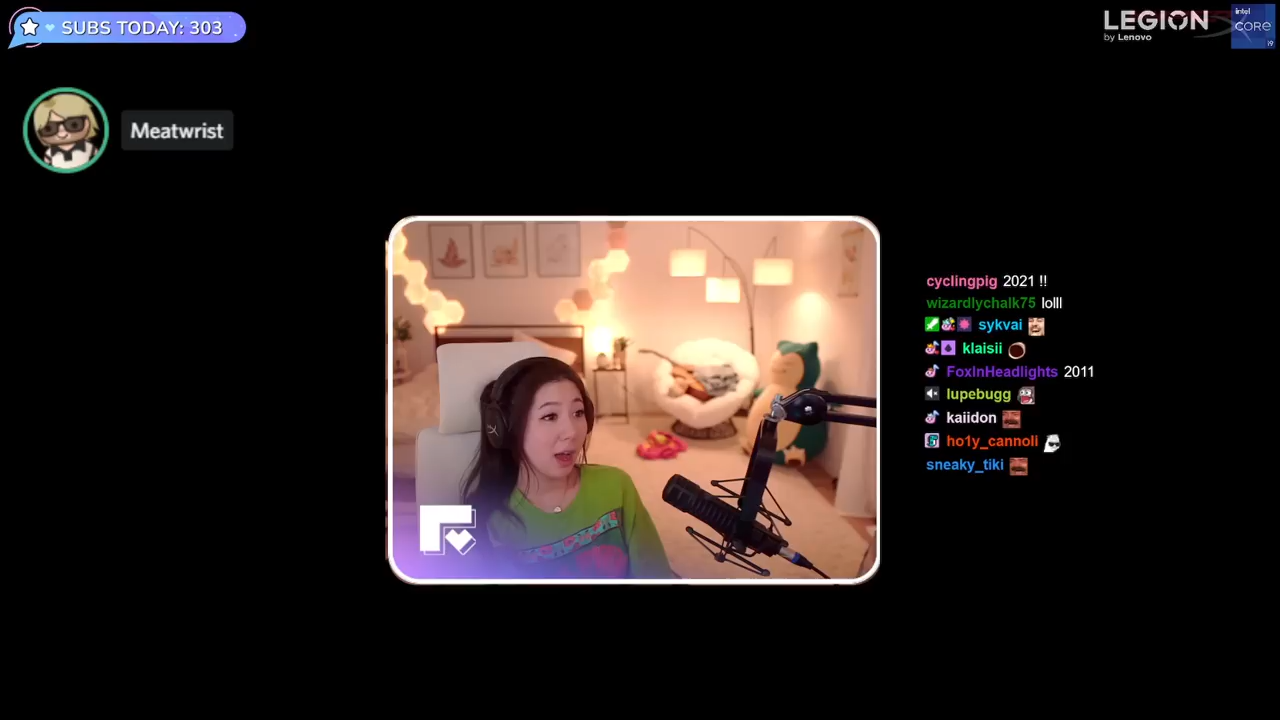 SUBS TODAY: 303
LEGION
by Lenovo
intel
CORE
i9
Meatwrist
cyclingpig 2021 !!
wizardlychalk75 lolll
sykvai
klaisii
FoxInHeadlights 2011
lupebugg
kaiidon
ho1y_cannoli
sneaky_tiki